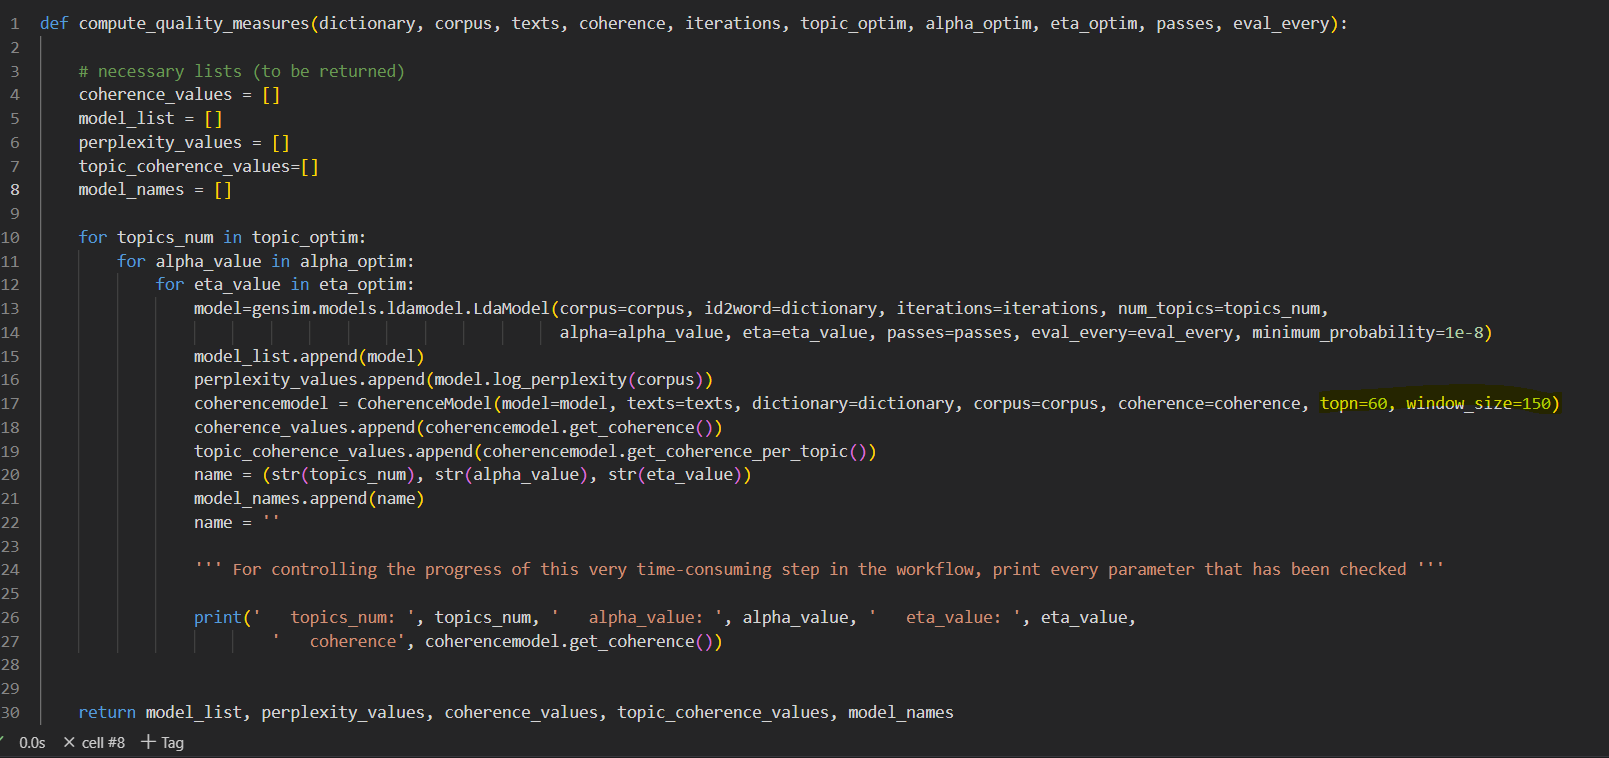 1 def compute_quality_measures(dictionary, corpus, texts, coherence, iterations, topic_optim, alpha_optim, eta_optim, passes, eval_every):
2
3     # necessary lists (to be returned)
4     coherence_values = []
5     model_list = []
6     perplexity_values = []
7     topic_coherence_values=[]
8     model_names = []
9
10     for topics_num in topic_optim:
11         for alpha_value in alpha_optim:
12             for eta_value in eta_optim:
13                 model=gensim.models.ldamodel.LdaModel(corpus=corpus, id2word=dictionary, iterations=iterations, num_topics=topics_num,
14                                                       alpha=alpha_value, eta=eta_value, passes=passes, eval_every=eval_every, minimum_probability=1e-8)
15                 model_list.append(model)
16                 perplexity_values.append(model.log_perplexity(corpus))
17                 coherencemodel = CoherenceModel(model=model, texts=texts, dictionary=dictionary, corpus=corpus, coherence=coherence, topn=60, window_size=150)
18                 coherence_values.append(coherencemodel.get_coherence())
19                 topic_coherence_values.append(coherencemodel.get_coherence_per_topic())
20                 name = (str(topics_num), str(alpha_value), str(eta_value))
21                 model_names.append(name)
22                 name = ''
23
24                 ''' For controlling the progress of this very time-consuming step in the workflow, print every parameter that has been checked '''
25
26                 print('   topics_num: ', topics_num, '   alpha_value: ', alpha_value, '   eta_value: ', eta_value,
27                         '   coherence', coherencemodel.get_coherence())
28
29
30     return model_list, perplexity_values, coherence_values, topic_coherence_values, model_names
0.0s × cell #8 + Tag